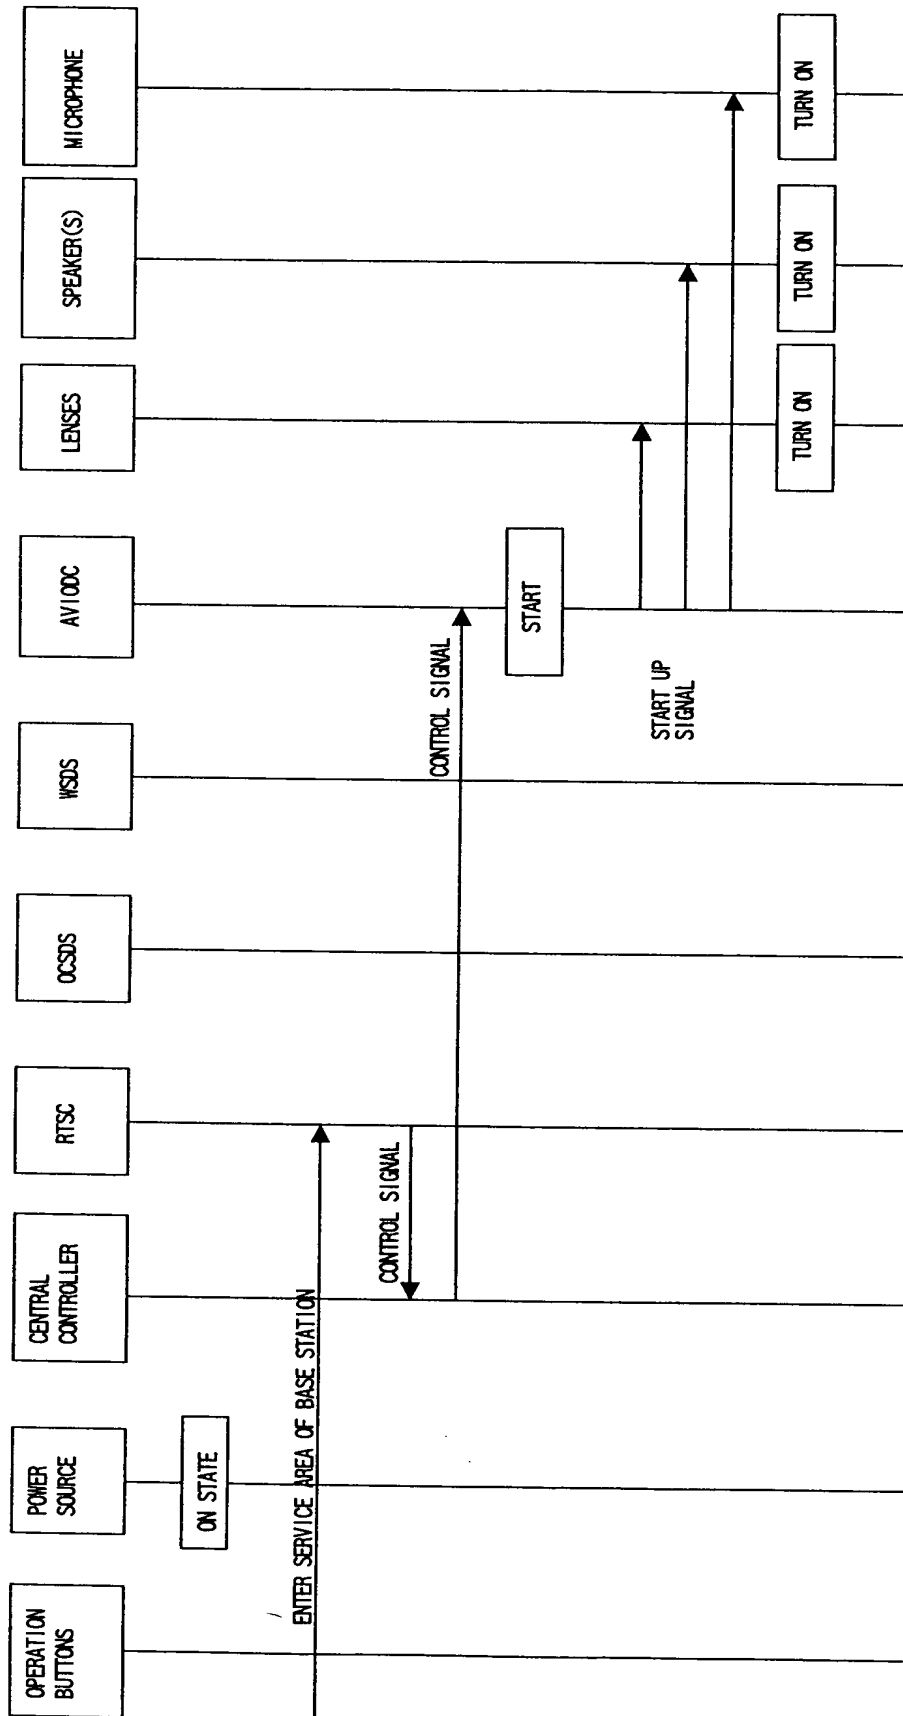 OPERATION
BUTTONS
POWER
SOURCE
CENTRAL
CONTROLLER
RTSC
OCSDS
WSDS
AVIODC
LENSES
SPEAKER(S)
MICROPHONE
ON STATE
ENTER SERVICE AREA OF BASE STATION
CONTROL SIGNAL
CONTROL SIGNAL
START
START UP
SIGNAL
TURN ON
TURN ON
TURN ON